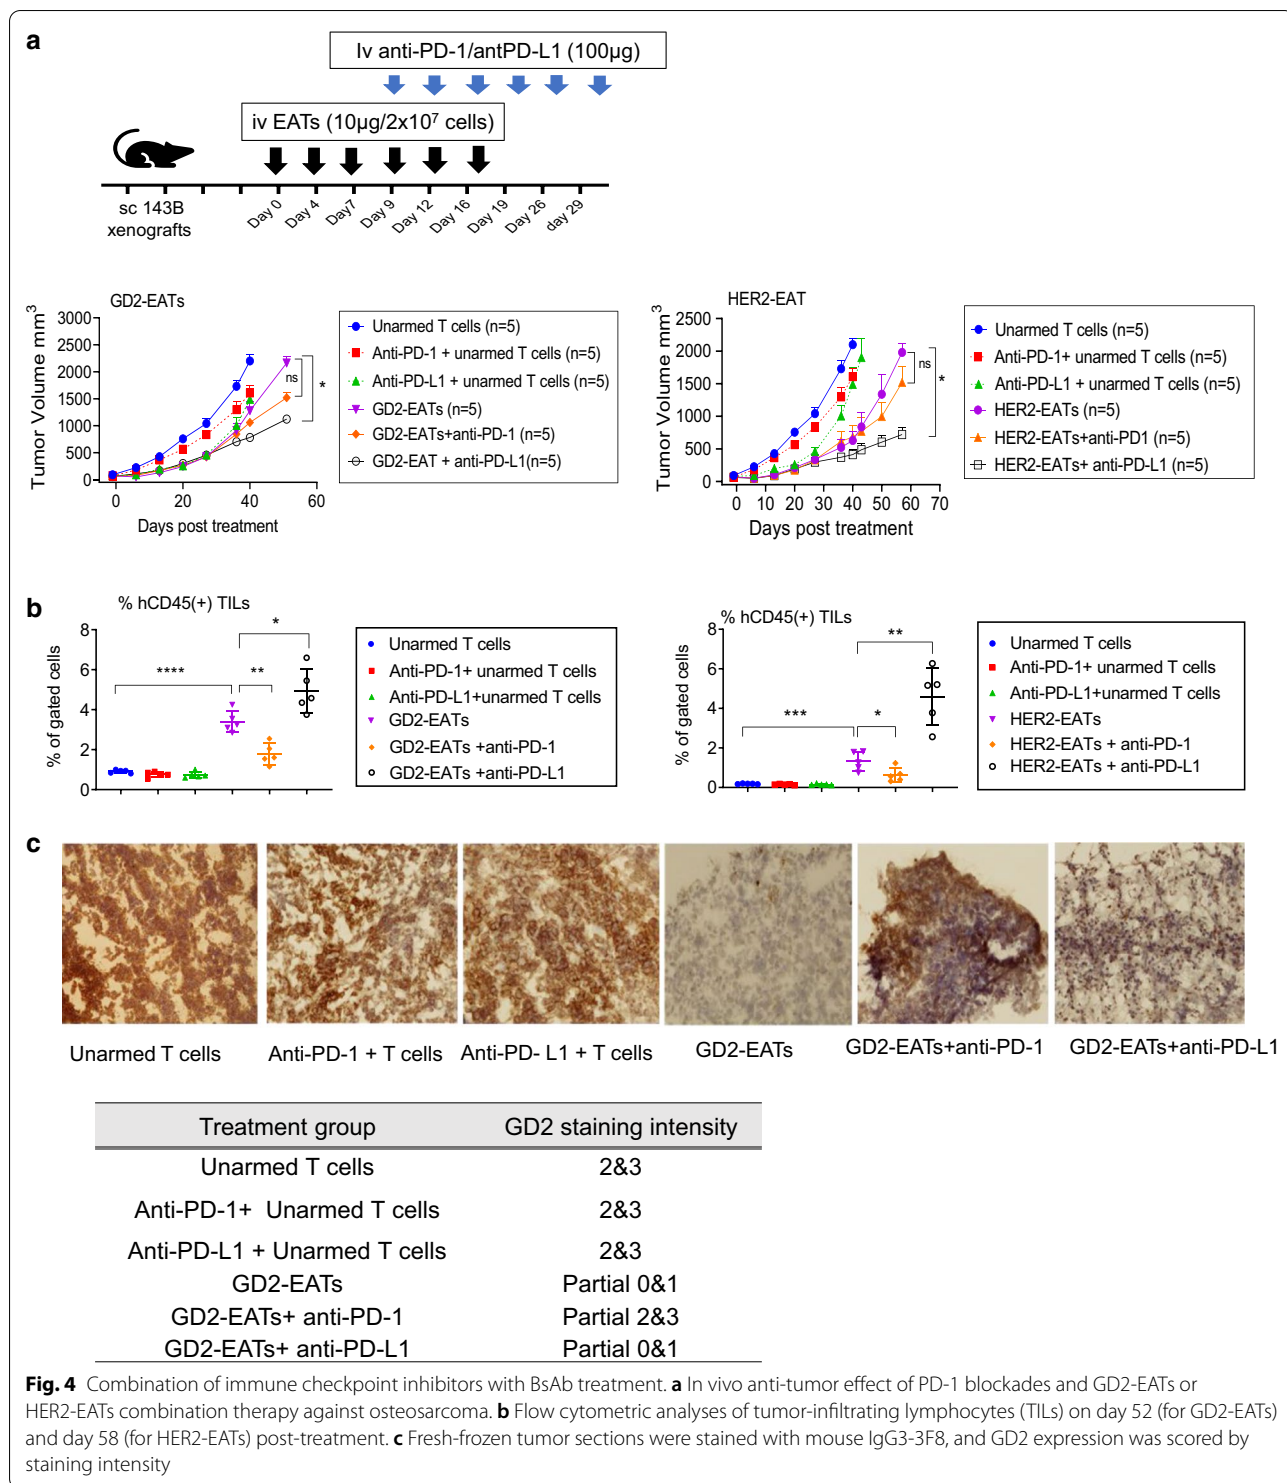 a
Iv anti-PD-1/antPD-L1 (100µg)
iv EATs (10µg/2x10⁷ cells)
sc 143B
xenografts
Day 0
Day 4
Day7
Day 9
Day 12
Day 16
Day 19
Day 26
day 29
GD2-EATs
Tumor Volume mm³
3000
2500
2000
1500
1000
500
0
0 20 40 60
Days post treatment
ns
*
Unarmed T cells (n=5)
Anti-PD-1 + unarmed T cells (n=5)
Anti-PD-L1 + unarmed T cells (n=5)
GD2-EATs (n=5)
GD2-EATs+anti-PD-1 (n=5)
GD2-EAT + anti-PD-L1(n=5)
HER2-EAT
Tumor Volume mm³
2500
2000
1500
1000
500
0
0 10 20 30 40 50 60 70
Days post treatment
ns
*
Unarmed T cells (n=5)
Anti-PD-1+ unarmed T cells (n=5)
Anti-PD-L1 + unarmed T cells (n=5)
HER2-EATs (n=5)
HER2-EATs+anti-PD1 (n=5)
HER2-EATs+ anti-PD-L1 (n=5)
b
% hCD45(+) TILs
% of gated cells
8
6
4
2
0
****
**
*
Unarmed T cells
Anti-PD-1+ unarmed T cells
Anti-PD-L1+unarmed T cells
GD2-EATs
GD2-EATs +anti-PD-1
GD2-EATs +anti-PD-L1
% hCD45(+) TILs
% of gated cells
8
6
4
2
0
***
*
**
Unarmed T cells
Anti-PD-1+ unarmed T cells
Anti-PD-L1+unarmed T cells
HER2-EATs
HER2-EATs + anti-PD-1
HER2-EATs + anti-PD-L1
c
Unarmed T cells
Anti-PD-1 + T cells
Anti-PD- L1 + T cells
GD2-EATs
GD2-EATs+anti-PD-1
GD2-EATs+anti-PD-L1
Treatment group GD2 staining intensity
Unarmed T cells 2&3
Anti-PD-1+ Unarmed T cells 2&3
Anti-PD-L1 + Unarmed T cells 2&3
GD2-EATs Partial 0&1
GD2-EATs+ anti-PD-1 Partial 2&3
GD2-EATs+ anti-PD-L1 Partial 0&1
Fig. 4 Combination of immune checkpoint inhibitors with BsAb treatment. a In vivo anti-tumor effect of PD-1 blockades and GD2-EATs or
HER2-EATs combination therapy against osteosarcoma. b Flow cytometric analyses of tumor-infiltrating lymphocytes (TILs) on day 52 (for GD2-EATs)
and day 58 (for HER2-EATs) post-treatment. c Fresh-frozen tumor sections were stained with mouse IgG3-3F8, and GD2 expression was scored by
staining intensity